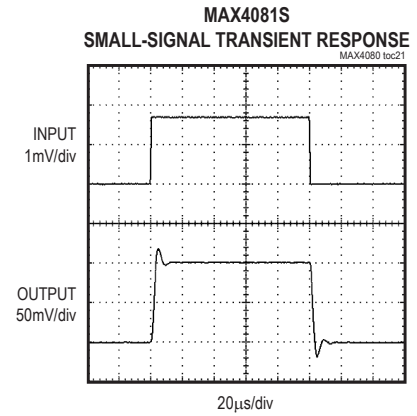 MAX4081S
SMALL-SIGNAL TRANSIENT RESPONSE
MAX4080 toc21
INPUT
1mV/div
OUTPUT
50mV/div
20μs/div